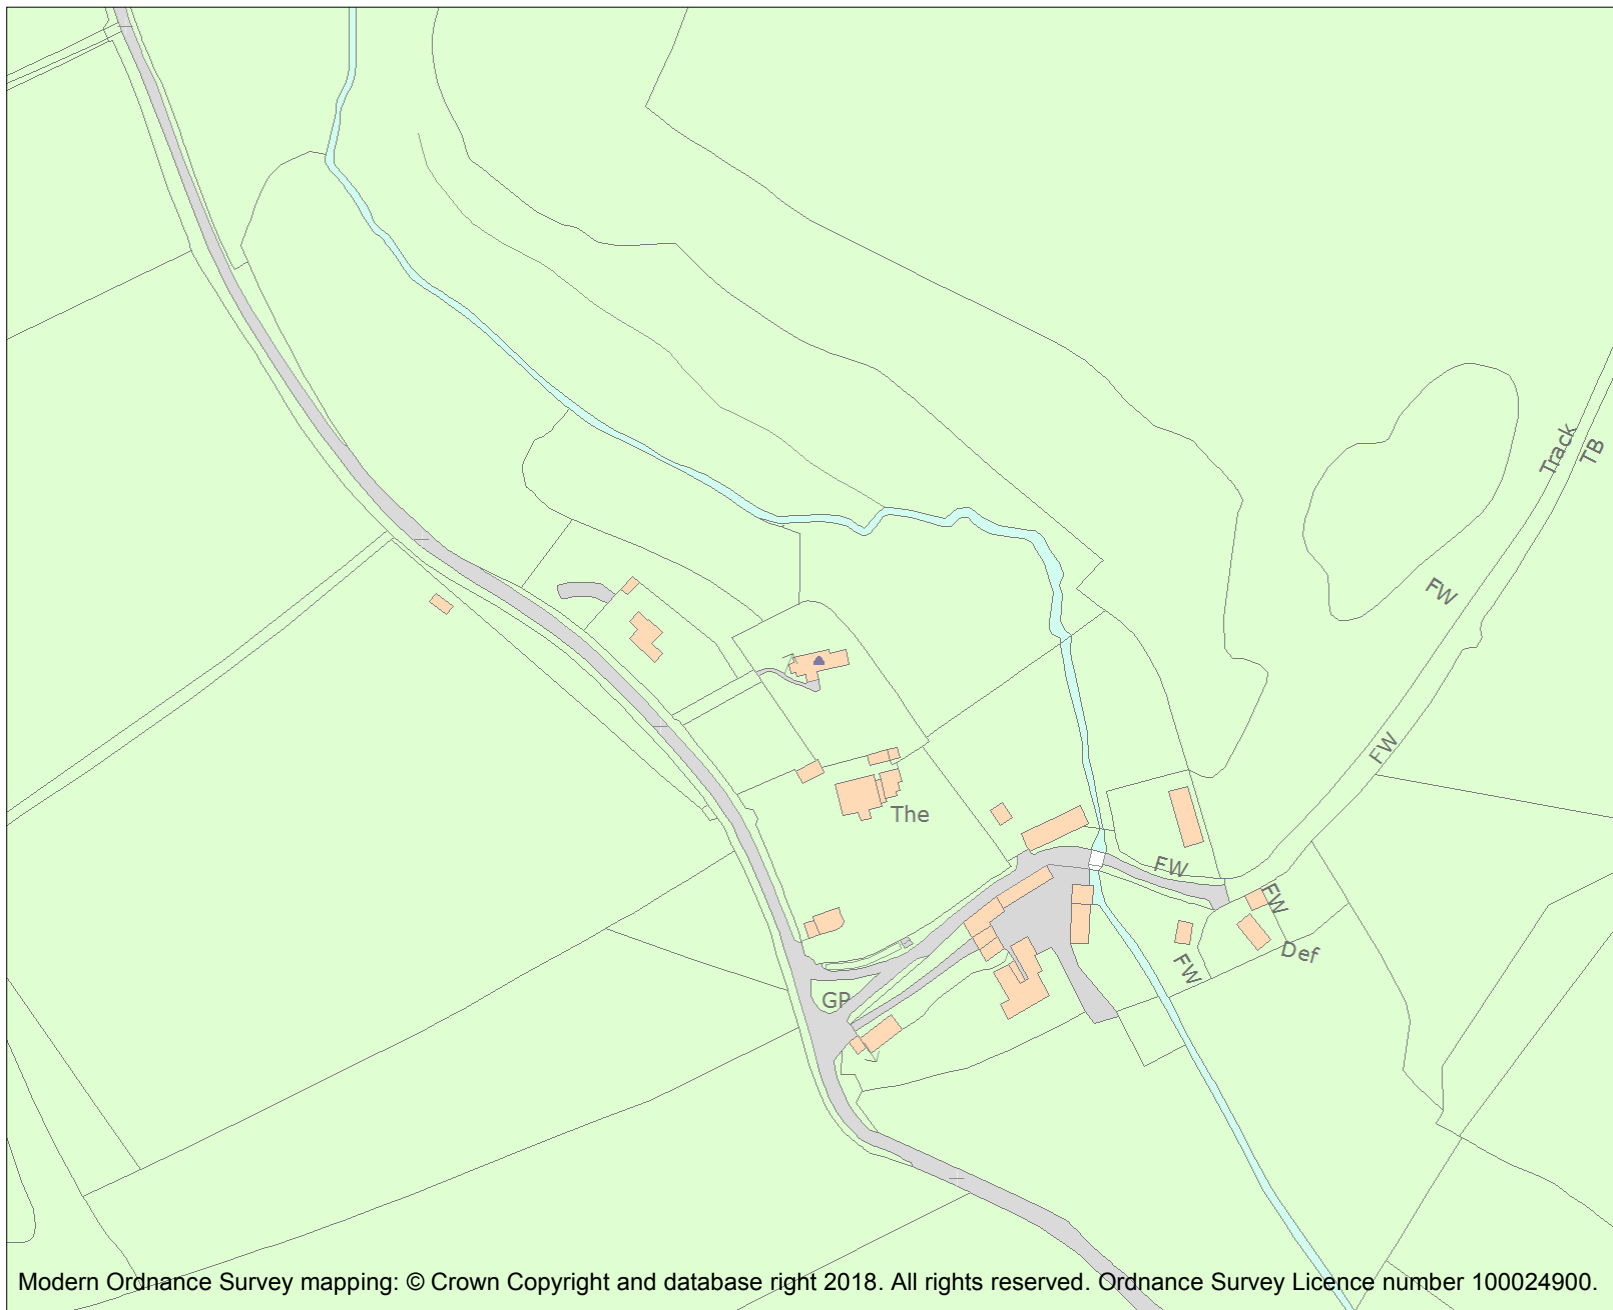 Track
TB
FW
FW
The
FW
FW
Def
FW
GP
Modern Ordnance Survey mapping: © Crown Copyright and database right 2018. All rights reserved. Ordnance Survey Licence number 100024900.